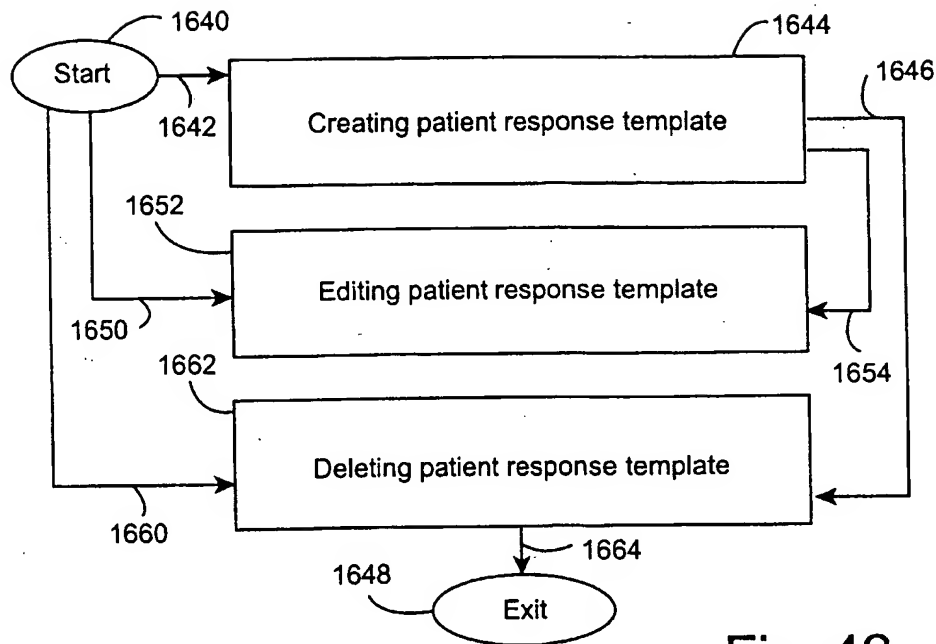 1640
Start
1642
1644
Creating patient response template
1646
1652
Editing patient response template
1650
1654
1662
Deleting patient response template
1660
1664
1648
Exit